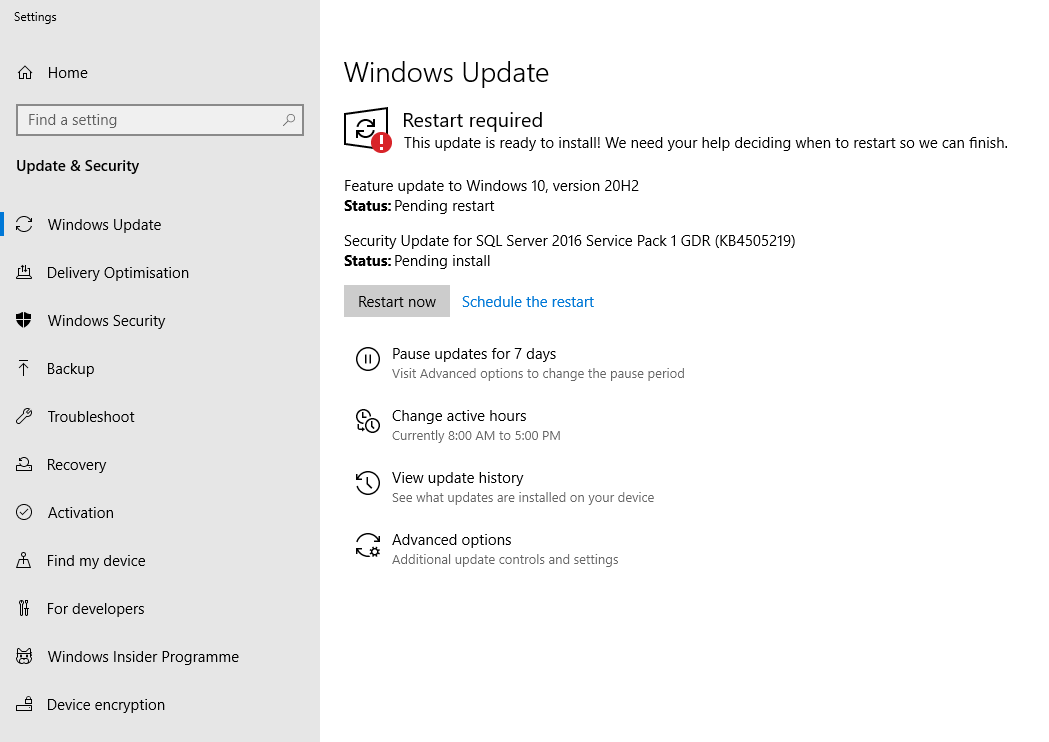 Settings
Home
Find a setting
Update & Security
Windows Update
Delivery Optimisation
Windows Security
Backup
Troubleshoot
Recovery
Activation
Find my device
For developers
Windows Insider Programme
Device encryption
Windows Update
Restart required
This update is ready to install! We need your help deciding when to restart so we can finish.
Feature update to Windows 10, version 20H2
Status: Pending restart
Security Update for SQL Server 2016 Service Pack 1 GDR (KB4505219)
Status: Pending install
Restart now Schedule the restart
Pause updates for 7 days
Visit Advanced options to change the pause period
Change active hours
Currently 8:00 AM to 5:00 PM
View update history
See what updates are installed on your device
Advanced options
Additional update controls and settings